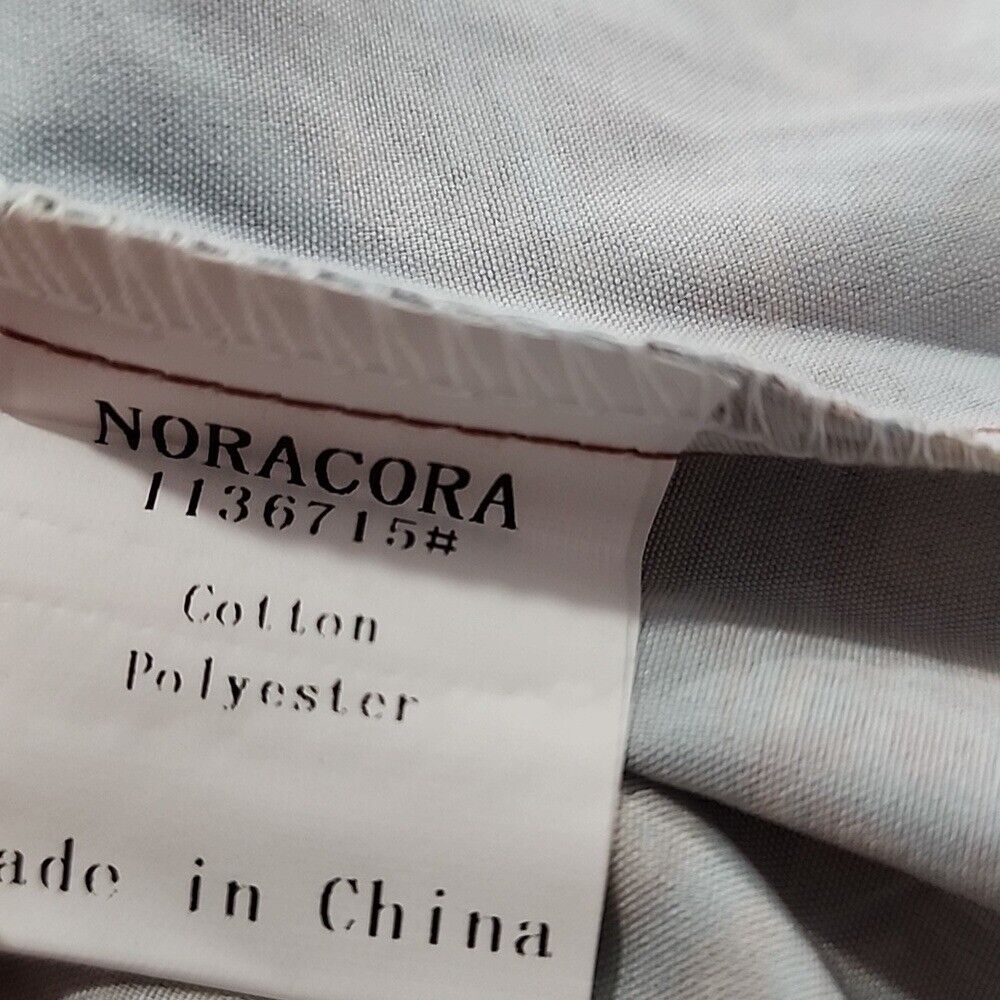 NORACORA
1136715#
Cotton
Polyester
ade in China